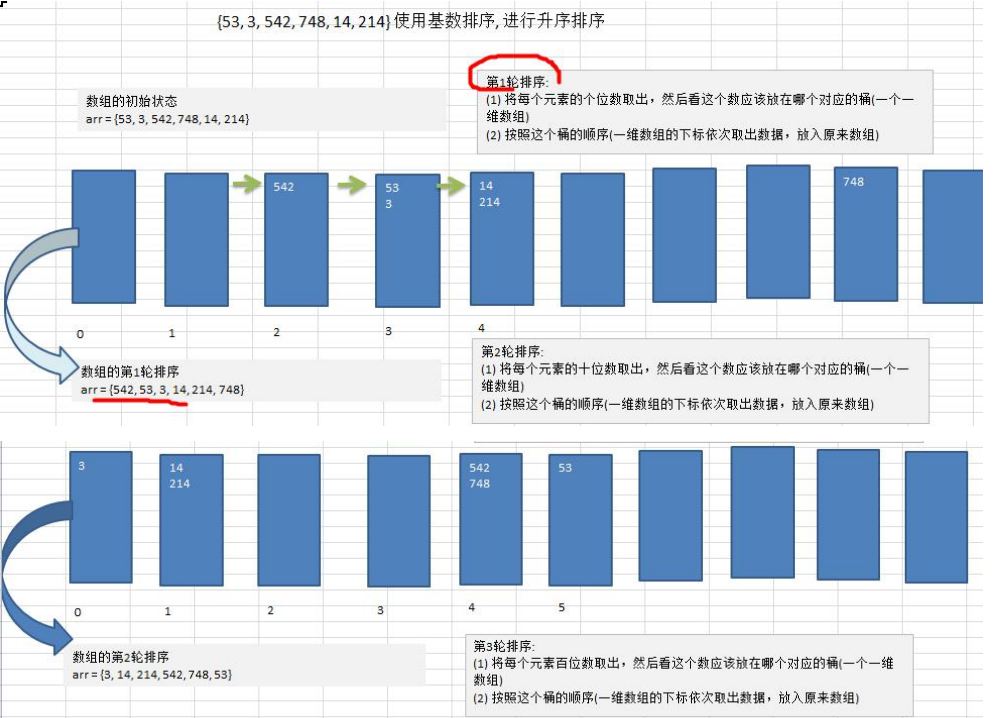 {53, 3, 542, 748, 14, 214} 使用基数排序, 进行升序排序
数组的初始状态
arr = {53, 3, 542, 748, 14, 214}
第1轮排序:
(1) 将每个元素的个位数取出，然后看这个数应该放在哪个对应的桶(一个一
维数组)
(2) 按照这个桶的顺序(一维数组的下标依次取出数据，放入原来数组)
542
53
3
14
214
748
0
1
2
3
4
数组的第1轮排序
arr = {542, 53, 3, 14, 214, 748}
第2轮排序:
(1) 将每个元素的十位数取出，然后看这个数应该放在哪个对应的桶(一个一
维数组)
(2) 按照这个桶的顺序(一维数组的下标依次取出数据，放入原来数组)
3
14
214
542
748
53
0
1
2
3
4
5
数组的第2轮排序
arr = {3, 14, 214, 542, 748, 53}
第3轮排序:
(1) 将每个元素百位数取出，然后看这个数应该放在哪个对应的桶(一个一维
数组)
(2) 按照这个桶的顺序(一维数组的下标依次取出数据，放入原来数组)